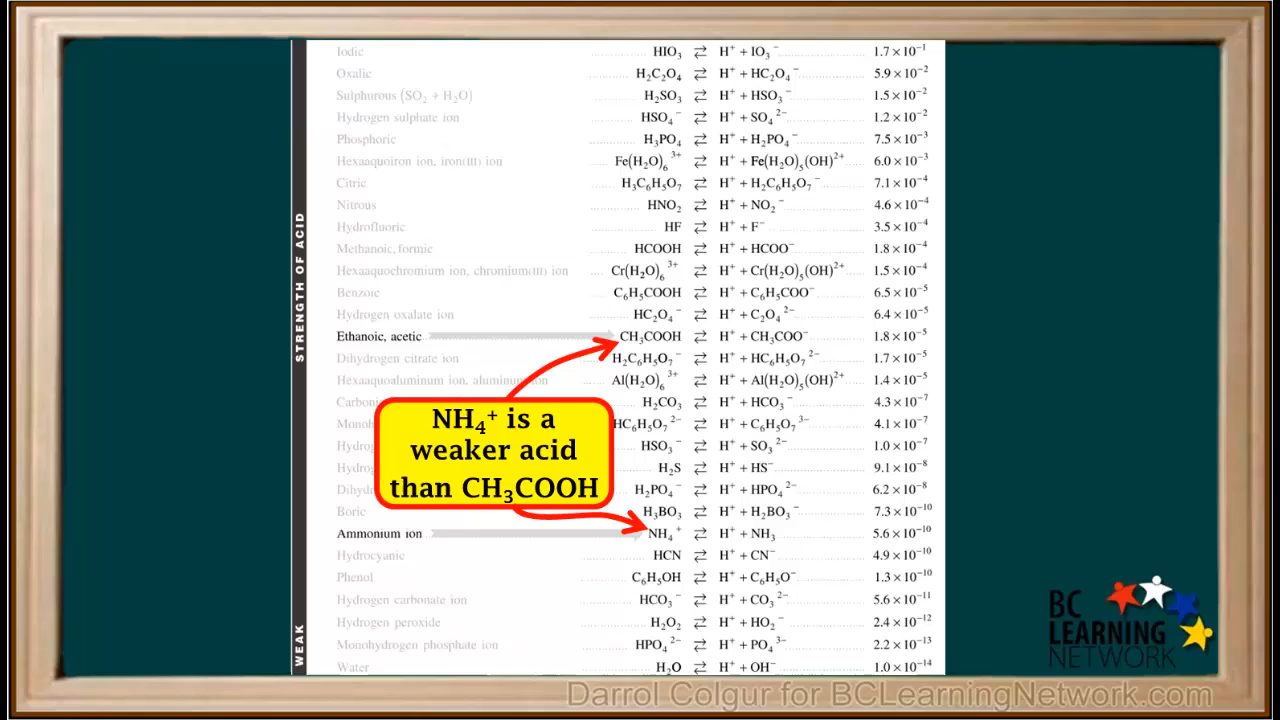 Iodic HIO₃ ⇄ H⁺ + IO₃⁻ 1.7 × 10⁻¹
Oxalic H₂C₂O₄ ⇄ H⁺ + HC₂O₄⁻ 5.9 × 10⁻²
Sulphurous (SO₂ + H₂O) H₂SO₃ ⇄ H⁺ + HSO₃⁻ 1.5 × 10⁻²
Hydrogen sulphate ion HSO₄⁻ ⇄ H⁺ + SO₄²⁻ 1.2 × 10⁻²
Phosphoric H₃PO₄ ⇄ H⁺ + H₂PO₄⁻ 7.5 × 10⁻³
Hexaaquoiron ion, iron(III) ion Fe(H₂O)₆³⁺ ⇄ H⁺ + Fe(H₂O)₅(OH)²⁺ 6.0 × 10⁻³
Citric H₃C₆H₅O₇ ⇄ H⁺ + H₂C₆H₅O₇⁻ 7.1 × 10⁻⁴
Nitrous HNO₂ ⇄ H⁺ + NO₂⁻ 4.6 × 10⁻⁴
Hydrofluoric HF ⇄ H⁺ + F⁻ 3.5 × 10⁻⁴
Methanoic, formic HCOOH ⇄ H⁺ + HCOO⁻ 1.8 × 10⁻⁴
Hexaaquochromium ion, chromium(III) ion Cr(H₂O)₆³⁺ ⇄ H⁺ + Cr(H₂O)₅(OH)²⁺ 1.5 × 10⁻⁴
Benzoic C₆H₅COOH ⇄ H⁺ + C₆H₅COO⁻ 6.5 × 10⁻⁵
Hydrogen oxalate ion HC₂O₄⁻ ⇄ H⁺ + C₂O₄²⁻ 6.4 × 10⁻⁵
Ethanoic, acetic CH₃COOH ⇄ H⁺ + CH₃COO⁻ 1.8 × 10⁻⁵
Dihydrogen citrate ion H₂C₆H₅O₇⁻ ⇄ H⁺ + HC₆H₅O₇²⁻ 1.7 × 10⁻⁵
Hexaaquoaluminum ion, aluminum ion Al(H₂O)₆³⁺ ⇄ H⁺ + Al(H₂O)₅(OH)²⁺ 1.4 × 10⁻⁵
H₂CO₃ ⇄ H⁺ + HCO₃⁻ 4.3 × 10⁻⁷
HC₆H₅O₇²⁻ ⇄ H⁺ + C₆H₅O₇³⁻ 4.1 × 10⁻⁷
HSO₃⁻ ⇄ H⁺ + SO₃²⁻ 1.0 × 10⁻⁷
H₂S ⇄ H⁺ + HS⁻ 9.1 × 10⁻⁸
H₂PO₄⁻ ⇄ H⁺ + HPO₄²⁻ 6.2 × 10⁻⁸
Boric H₃BO₃ ⇄ H⁺ + H₂BO₃⁻ 7.3 × 10⁻¹⁰
Ammonium ion NH₄⁺ ⇄ H⁺ + NH₃ 5.6 × 10⁻¹⁰
Hydrocyanic HCN ⇄ H⁺ + CN⁻ 4.9 × 10⁻¹⁰
Phenol C₆H₅OH ⇄ H⁺ + C₆H₅O⁻ 1.3 × 10⁻¹⁰
Hydrogen carbonate ion HCO₃⁻ ⇄ H⁺ + CO₃²⁻ 5.6 × 10⁻¹¹
Hydrogen peroxide H₂O₂ ⇄ H⁺ + HO₂⁻ 2.4 × 10⁻¹²
Monohydrogen phosphate ion HPO₄²⁻ ⇄ H⁺ + PO₄³⁻ 2.2 × 10⁻¹³
Water H₂O ⇄ H⁺ + OH⁻ 1.0 × 10⁻¹⁴
STRENGTH OF ACID
WEAK
NH₄⁺ is a
weaker acid
than CH₃COOH
BC
LEARNING
NETWORK
Darrol Colgur for BCLearningNetwork.com